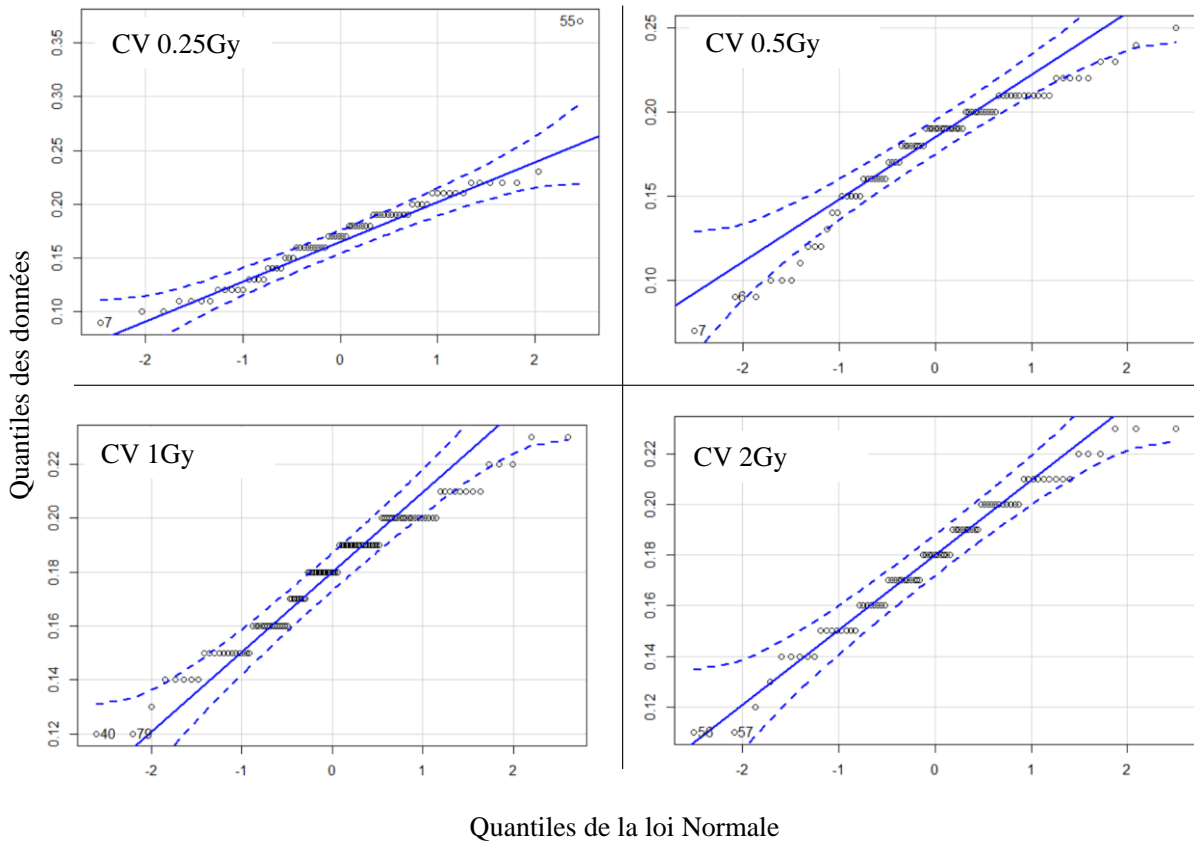 Quantiles des données
CV 0.25Gy
55
7
0.10 0.15 0.20 0.25 0.30 0.35
-2 -1 0 1 2
CV 0.5Gy
7
0.10 0.15 0.20 0.25
-2 -1 0 1 2
CV 1Gy
40 79
0.12 0.14 0.16 0.18 0.20 0.22
-2 -1 0 1 2
CV 2Gy
56 57
0.12 0.14 0.16 0.18 0.20 0.22
-2 -1 0 1 2
Quantiles de la loi Normale